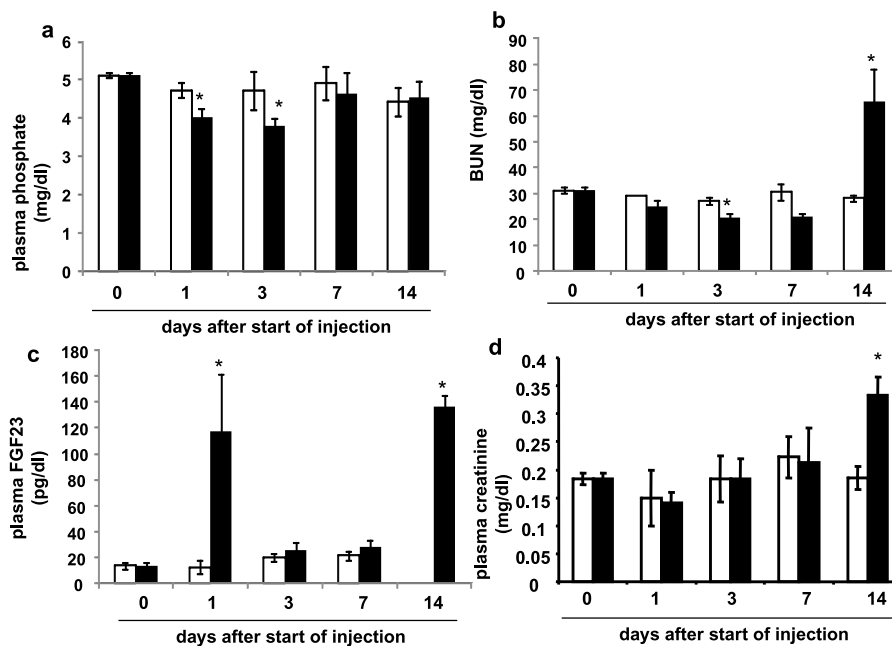 a
plasma phosphate
(mg/dl)
6
5
4
3
2
1
0
*
*
0 1 3 7 14
days after start of injection
b
BUN (mg/dl)
90
80
70
60
50
40
30
20
10
0
*
*
0 1 3 7 14
days after start of injection
c
plasma FGF23
(pg/dl)
180
160
140
120
100
80
60
40
20
0
*
*
0 1 3 7 14
days after start of injection
d
plasma creatinine
(mg/dl)
0.4
0.35
0.3
0.25
0.2
0.15
0.1
0.05
0
*
0 1 3 7 14
days after start of injection